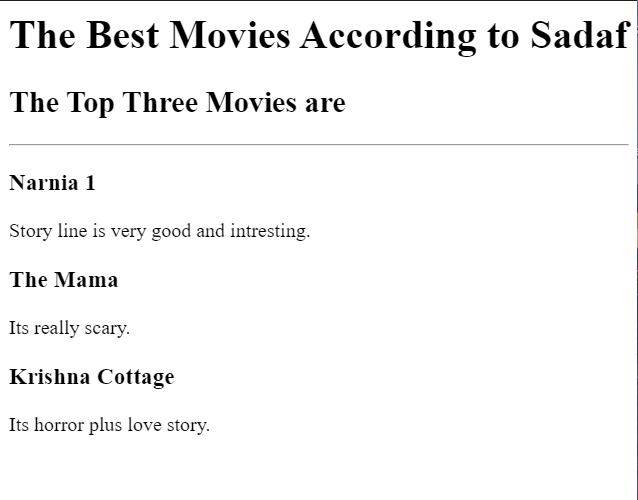 The Best Movies According to Sadaf
The Top Three Movies are
Narnia 1
Story line is very good and intresting.
The Mama
Its really scary.
Krishna Cottage
Its horror plus love story.